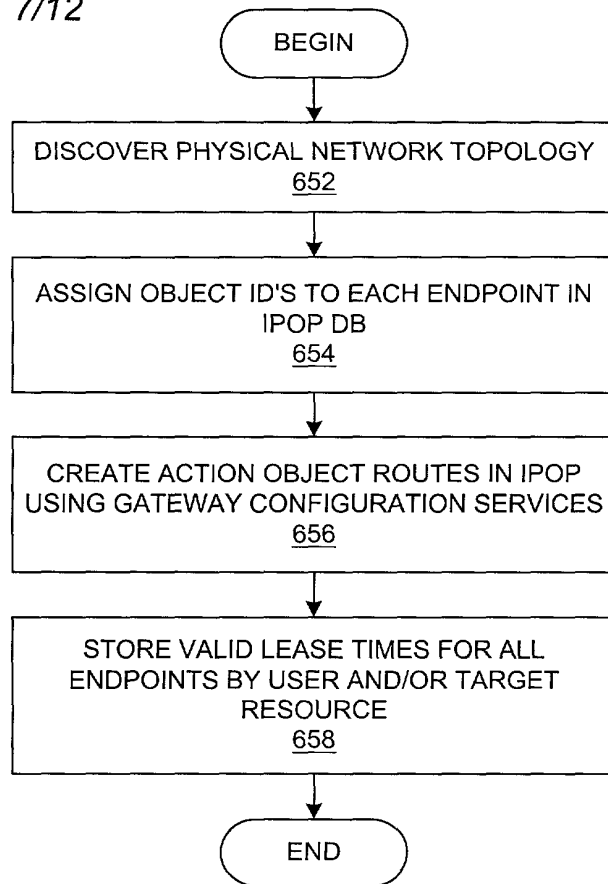 7/12
BEGIN
DISCOVER PHYSICAL NETWORK TOPOLOGY
652
ASSIGN OBJECT ID'S TO EACH ENDPOINT IN
IPOP DB
654
CREATE ACTION OBJECT ROUTES IN IPOP
USING GATEWAY CONFIGURATION SERVICES
656
STORE VALID LEASE TIMES FOR ALL
ENDPOINTS BY USER AND/OR TARGET
RESOURCE
658
END